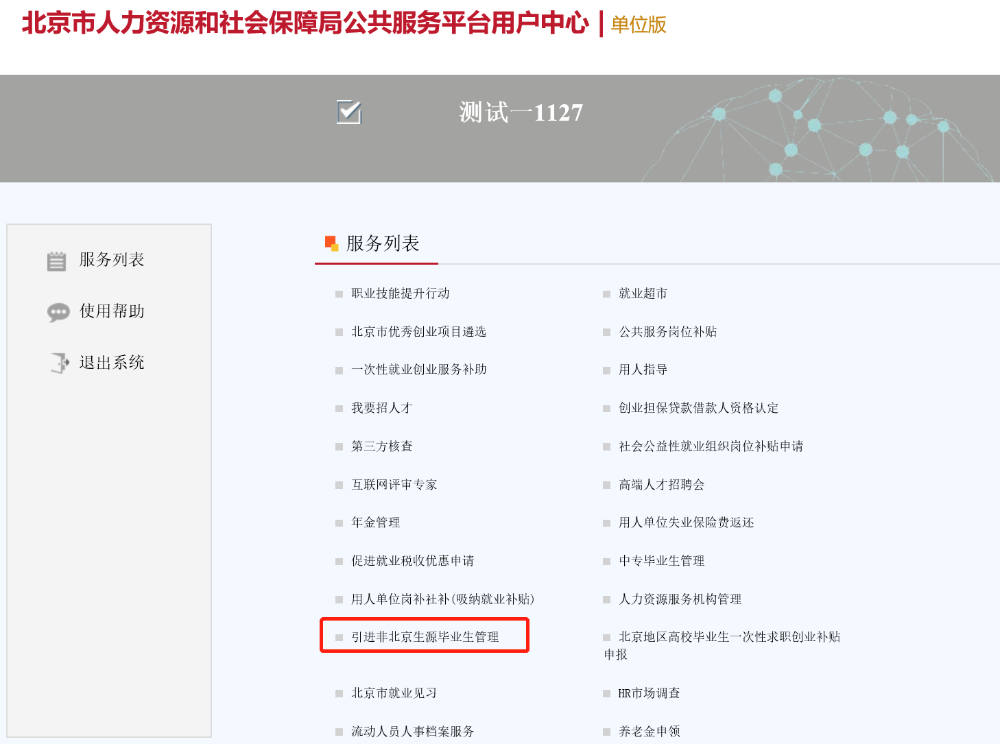 北京市人力资源和社会保障局公共服务平台用户中心 | 单位版
测试一1127
服务列表
使用帮助
退出系统
服务列表
职业技能提升行动
就业超市
北京市优秀创业项目遴选
公共服务岗位补贴
一次性就业创业服务补助
用人指导
我要招人才
创业担保贷款借款人资格认定
第三方核查
社会公益性就业组织岗位补贴申请
互联网评审专家
高端人才招聘会
年金管理
用人单位失业保险费返还
促进就业税收优惠申请
中专毕业生管理
用人单位岗补社补(吸纳就业补贴)
人力资源服务机构管理
引进非北京生源毕业生管理
北京地区高校毕业生一次性求职创业补贴
申报
北京市就业见习
HR市场调查
流动人员人事档案服务
养老金申领